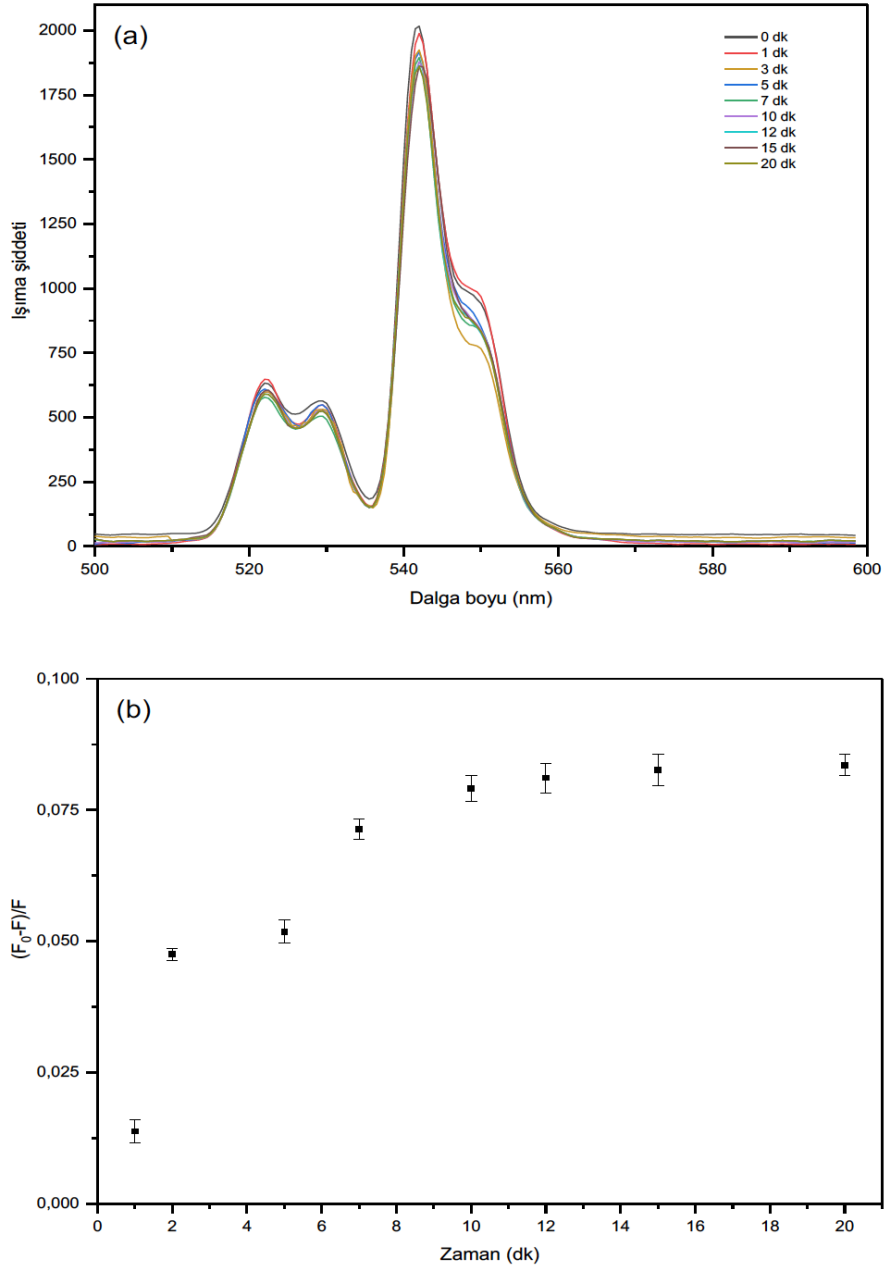 (a)
2000
1750
1500
1250
1000
750
500
250
0
Işıma şiddeti
0 dk
1 dk
3 dk
5 dk
7 dk
10 dk
12 dk
15 dk
20 dk
500 520 540 560 580 600
Dalga boyu (nm)
(b)
0,100
0,075
0,050
0,025
0,000
(F₀-F)/F
0 2 4 6 8 10 12 14 16 18 20
Zaman (dk)